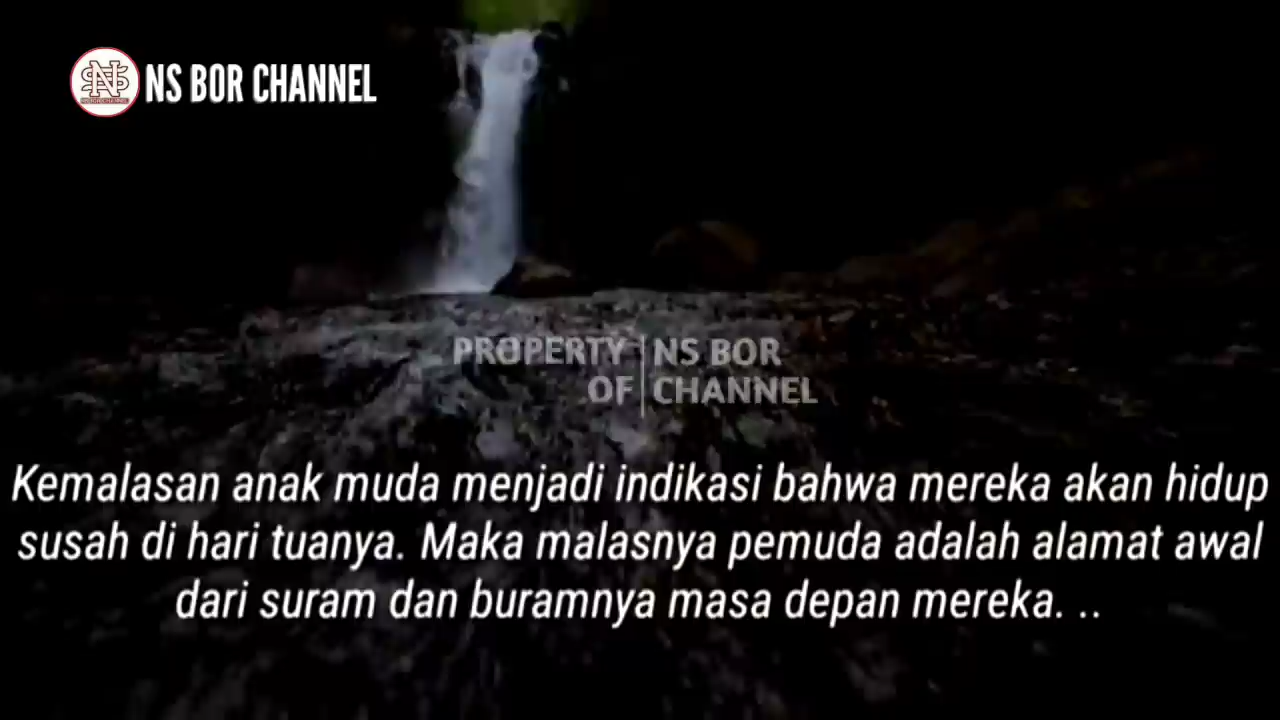 NS BOR CHANNEL
PROPERTY OF NS BOR CHANNEL
Kemalasan anak muda menjadi indikasi bahwa mereka akan hidup
susah di hari tuanya. Maka malasnya pemuda adalah alamat awal
dari suram dan buramnya masa depan mereka. ..